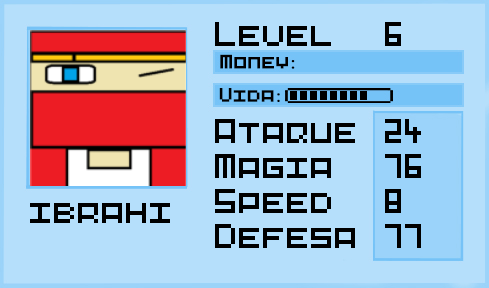 LEVEL 6
MONEY:
VIDA:
ATAQUE 24
MAGIA 76
SPEED 8
DEFESA 77
IBRAHI